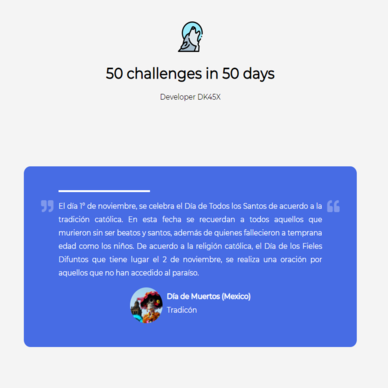 50 challenges in 50 days
Developer DK45X
El día 1º de noviembre, se celebra el Día de Todos los Santos de acuerdo a la
tradición católica. En esta fecha se recuerdan a todos aquellos que
murieron sin ser beatos y santos, además de quienes fallecieron a temprana
edad como los niños. De acuerdo a la religión católica, el Día de los Fieles
Difuntos que tiene lugar el 2 de noviembre, se realiza una oración por
aquellos que no han accedido al paraíso.
Día de Muertos (Mexico)
Tradicón